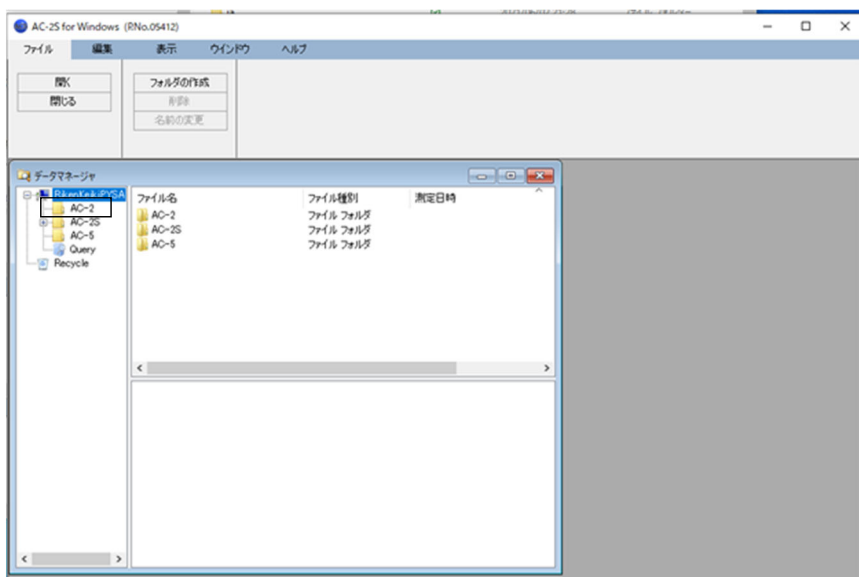 AC-2S for Windows (RNo.05412)
ファイル 編集 表示 ウインドウ ヘルプ
開く フォルダの作成
閉じる 削除
名前の変更
データマネージャ
AC-2
AC-2S
AC-5
Query
Recycle
ファイル名 ファイル種別 測定日時
AC-2 ファイル フォルダ
AC-2S ファイル フォルダ
AC-5 ファイル フォルダ